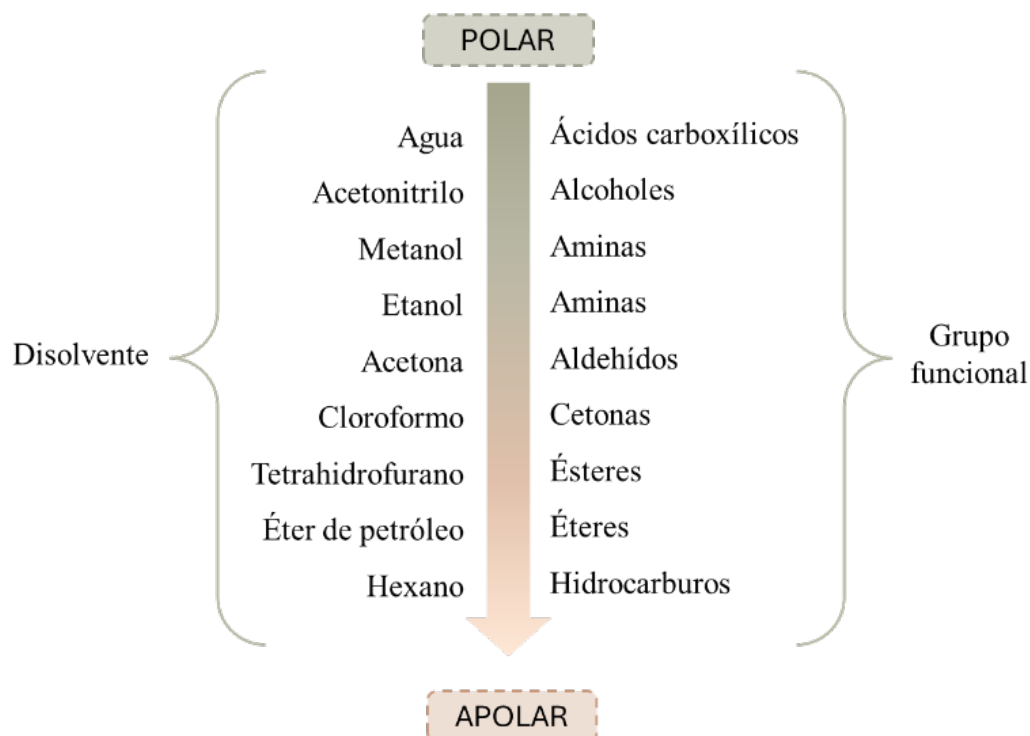 POLAR
Disolvente
Agua
Acetonitrilo
Metanol
Etanol
Acetona
Cloroformo
Tetrahidrofurano
Éter de petróleo
Hexano
Ácidos carboxílicos
Alcoholes
Aminas
Aminas
Aldehídos
Cetonas
Ésteres
Éteres
Hidrocarburos
Grupo
funcional
APOLAR